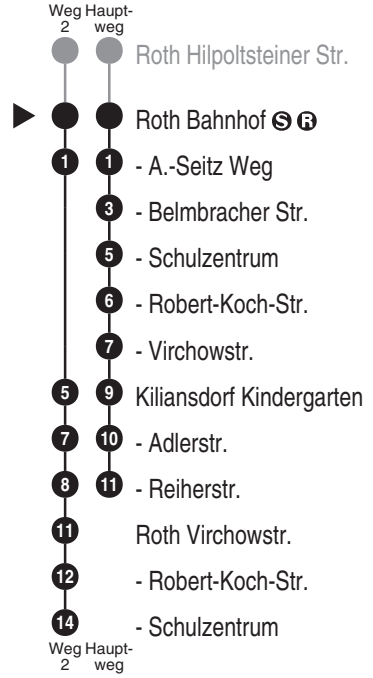 Weg Haupt-
2 weg
Roth Hilpoltsteiner Str.
Roth Bahnhof S R
1 1 - A.-Seitz Weg
3 - Belmbracher Str.
5 - Schulzentrum
6 - Robert-Koch-Str.
7 - Virchowstr.
5 9 Kiliansdorf Kindergarten
7 10 - Adlerstr.
8 11 - Reiherstr.
11 Roth Virchowstr.
12 - Robert-Koch-Str.
14 - Schulzentrum
Weg Haupt-
2 weg